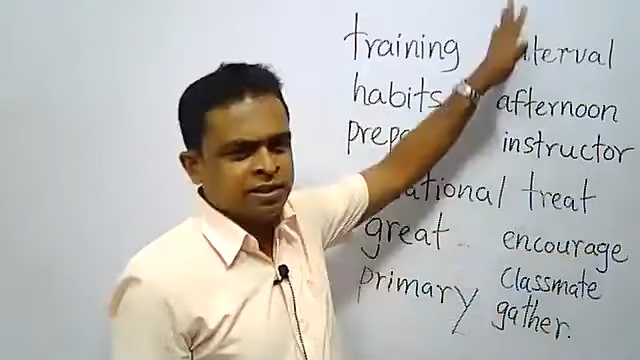 training
habits
great
primary
afternoon
instructor
treat
encourage
classmate
gather.